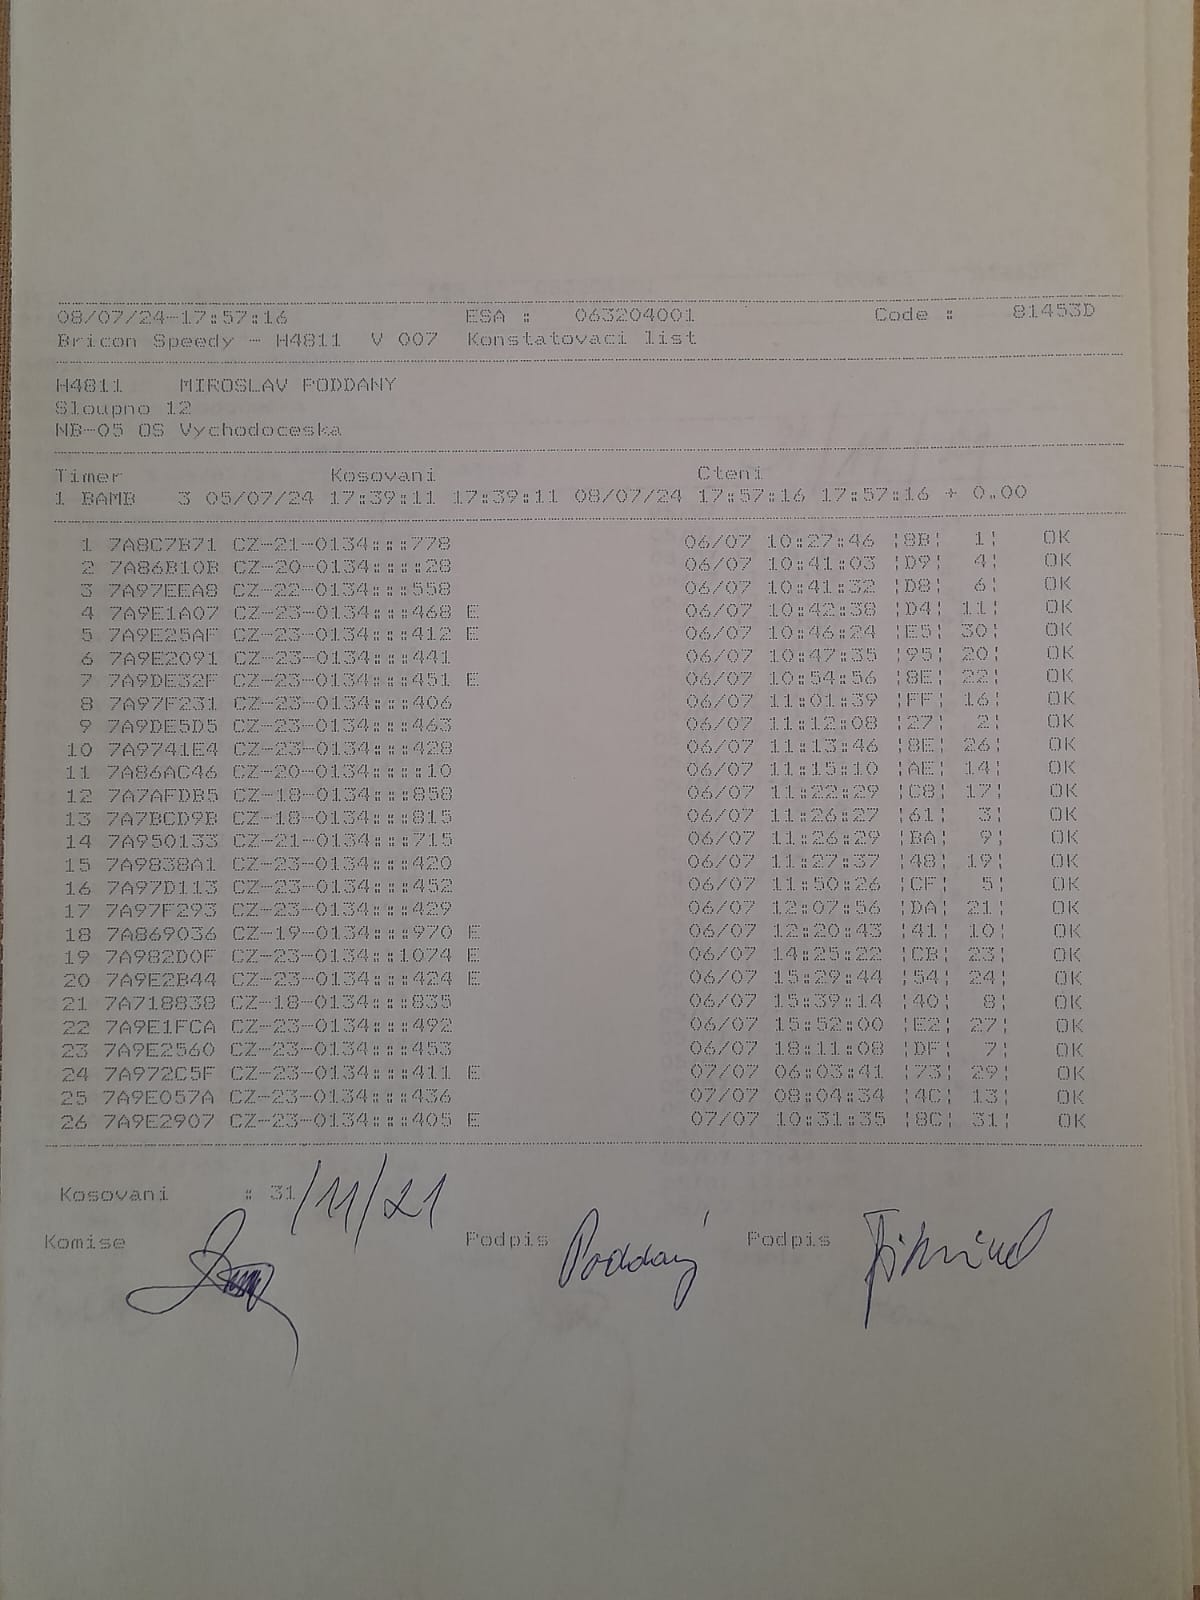 08/07/24-17:57:16 ESA : 063204001 Code : 81453D
Bricon Speedy - H4811 V 007 Konstatovaci list
H4811 MIROSLAV PODDANY
Sloupno 12
NB-05 OS Vychodoceska
Timer Kosovani Cteni
1 BAMB 3 05/07/24 17:39:11 17:39:11 08/07/24 17:57:16 17:57:16 + 0.00
1 7A8C7B71 CZ-21-0134:::778 06/07 10:27:46 ¦8B¦ 1¦ OK
2 7A86B10B CZ-20-0134::::28 06/07 10:41:03 ¦D9¦ 4¦ OK
3 7A97EEA8 CZ-22-0134:::558 06/07 10:41:32 ¦D8¦ 6¦ OK
4 7A9E1A07 CZ-23-0134:::468 E 06/07 10:42:38 ¦D4¦ 11¦ OK
5 7A9E25AF CZ-23-0134:::412 E 06/07 10:46:24 ¦E5¦ 30¦ OK
6 7A9E2091 CZ-23-0134:::441 06/07 10:47:35 ¦95¦ 20¦ OK
7 7A9DE32F CZ-23-0134:::451 E 06/07 10:54:56 ¦8E¦ 22¦ OK
8 7A97F231 CZ-23-0134:::406 06/07 11:01:39 ¦FF¦ 16¦ OK
9 7A9DE5D5 CZ-23-0134:::463 06/07 11:12:08 ¦27¦ 2¦ OK
10 7A9741E4 CZ-23-0134:::428 06/07 11:13:46 ¦8E¦ 26¦ OK
11 7A86AC46 CZ-20-0134::::10 06/07 11:15:10 ¦AE¦ 14¦ OK
12 7A7AFDB5 CZ-18-0134:::858 06/07 11:22:29 ¦C8¦ 17¦ OK
13 7A7BCD9B CZ-18-0134:::815 06/07 11:26:27 ¦61¦ 3¦ OK
14 7A950133 CZ-21-0134:::715 06/07 11:26:29 ¦BA¦ 9¦ OK
15 7A9838A1 CZ-23-0134:::420 06/07 11:27:37 ¦48¦ 19¦ OK
16 7A97D113 CZ-23-0134:::452 06/07 11:50:26 ¦CF¦ 5¦ OK
17 7A97F293 CZ-23-0134:::429 06/07 12:07:56 ¦DA¦ 21¦ OK
18 7A869036 CZ-19-0134:::970 E 06/07 12:20:43 ¦41¦ 10¦ OK
19 7A982D0F CZ-23-0134::1074 E 06/07 14:25:22 ¦CB¦ 23¦ OK
20 7A9E2B44 CZ-23-0134:::424 E 06/07 15:29:44 ¦54¦ 24¦ OK
21 7A718838 CZ-18-0134:::835 06/07 15:39:14 ¦40¦ 8¦ OK
22 7A9E1FCA CZ-23-0134:::492 06/07 15:52:00 ¦E2¦ 27¦ OK
23 7A9E2560 CZ-23-0134:::453 06/07 18:11:08 ¦DF¦ 7¦ OK
24 7A972C5F CZ-23-0134:::411 E 07/07 06:03:41 ¦73¦ 29¦ OK
25 7A9E057A CZ-23-0134:::436 07/07 08:04:34 ¦4C¦ 13¦ OK
26 7A9E2907 CZ-23-0134:::405 E 07/07 10:31:35 ¦8C¦ 31¦ OK
Kosovani : 31/11/21
Komise Podpis Poddaný Podpis